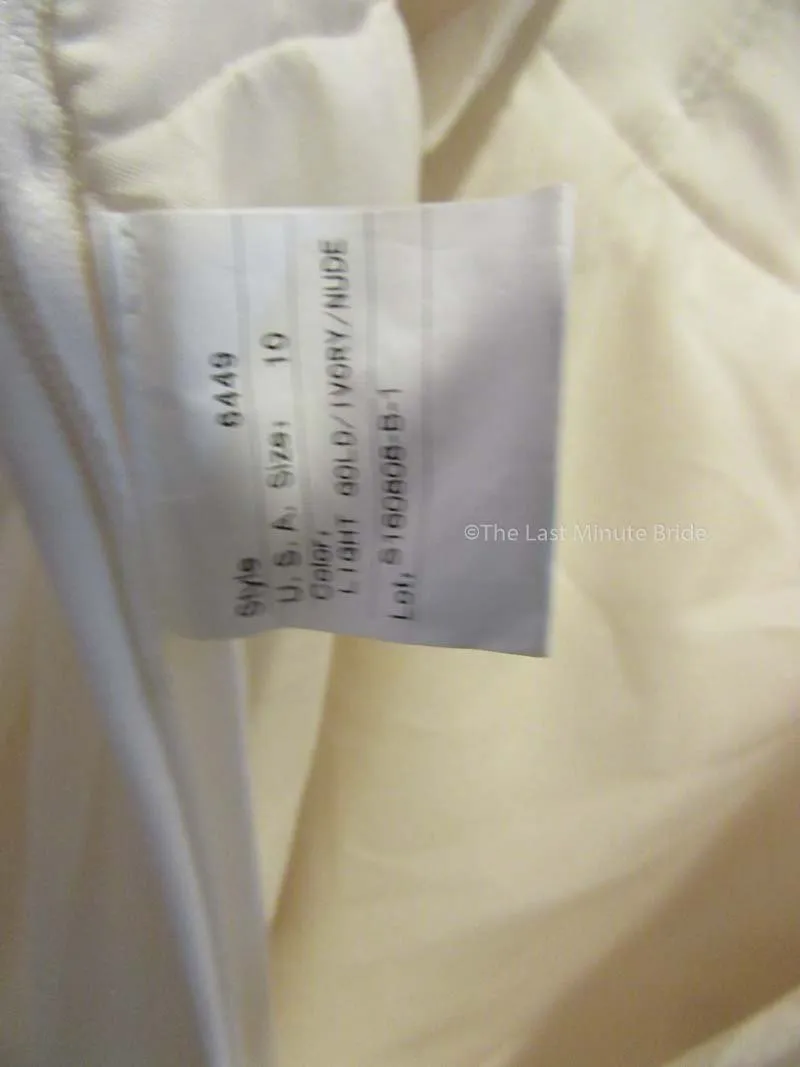 Style 6449
U.S.A. Size: 10
Color:
LIGHT GOLD/IVORY/NUDE
Lot: S160808-B-1
©The Last Minute Bride